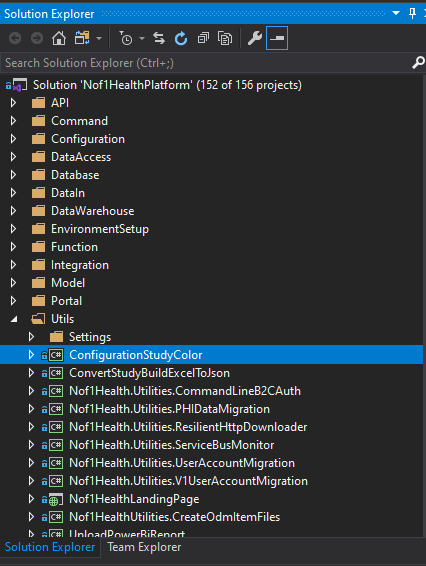 Solution Explorer
Search Solution Explorer (Ctrl+;)
Solution 'Nof1HealthPlatform' (152 of 156 projects)
API
Command
Configuration
DataAccess
Database
DataIn
DataWarehouse
EnvironmentSetup
Function
Integration
Model
Portal
Utils
Settings
C# ConfigurationStudyColor
C# ConvertStudyBuildExcelToJson
C# Nof1Health.Utilities.CommandLineB2CAuth
C# Nof1Health.Utilities.PHIDataMigration
C# Nof1Health.Utilities.ResilientHttpDownloader
C# Nof1Health.Utilities.ServiceBusMonitor
C# Nof1Health.Utilities.UserAccountMigration
C# Nof1Health.Utilities.V1UserAccountMigration
Nof1HealthLandingPage
C# Nof1HealthUtilities.CreateOdmItemFiles
C# UploadPowerBiReport
Solution Explorer Team Explorer